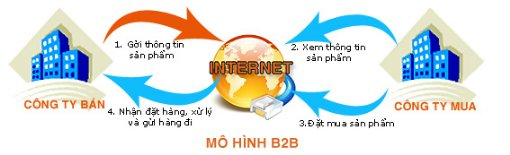 1. Gởi thông tin
sản phẩm
2. Xem thông tin
sản phẩm
INTERNET
CÔNG TY BÁN
CÔNG TY MUA
4. Nhận đặt hàng, xử lý
và gửi hàng đi
3.Đặt mua sản phẩm
MÔ HÌNH B2B